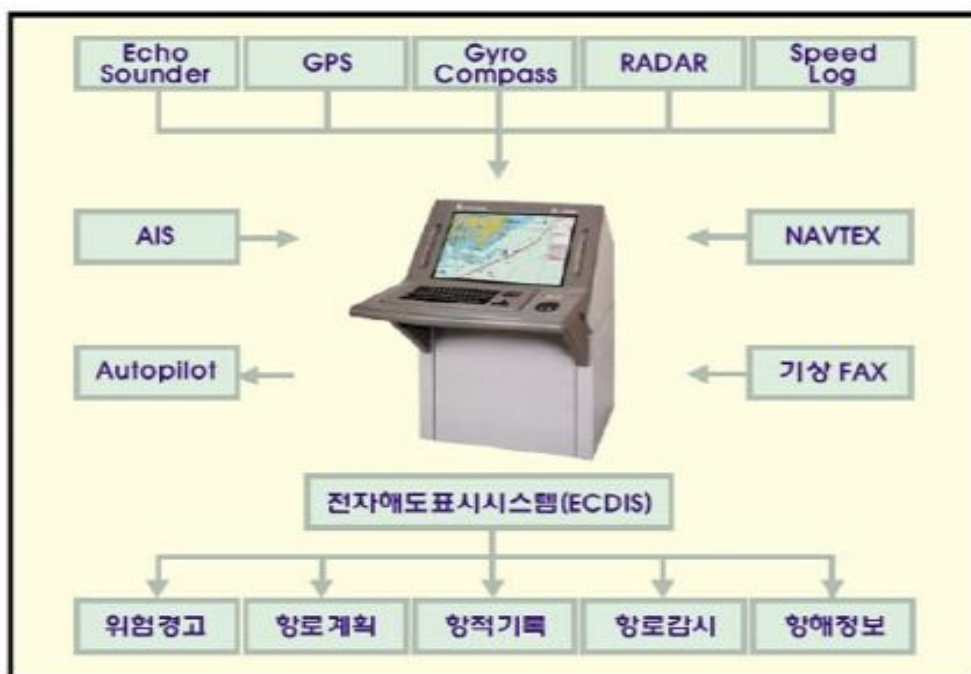 Echo
Sounder
GPS
Gyro
Compass
RADAR
Speed
Log
AIS
NAVTEX
Autopilot
기상 FAX
전자해도표시시스템(ECDIS)
위험경고
항로계획
항적기록
항로감시
항해정보